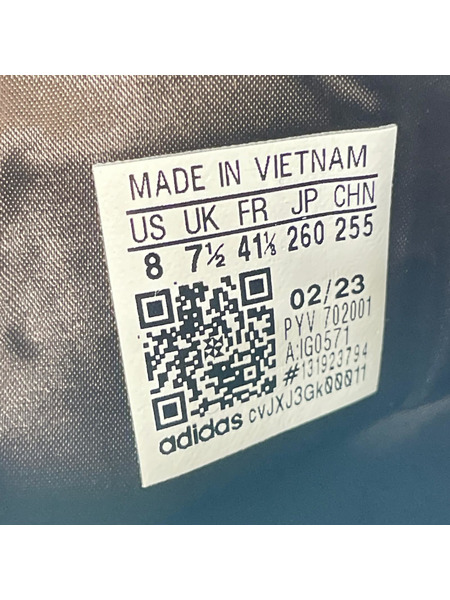 MADE IN VIETNAM
US UK FR JP CHN
8 7½ 41⅓ 260 255
02/23
PYV 702001
A:IG0571
#131923794
adidas cvJXJ3Gk00011